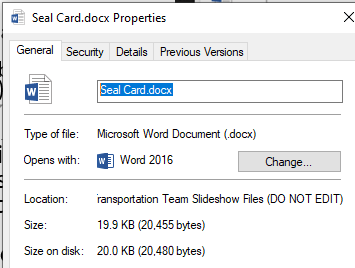 Seal Card.docx Properties
General Security Details Previous Versions
Seal Card.docx
Type of file: Microsoft Word Document (.docx)
Opens with: Word 2016 Change...
Location: ransportation Team Slideshow Files (DO NOT EDIT)
Size: 19.9 KB (20,455 bytes)
Size on disk: 20.0 KB (20,480 bytes)